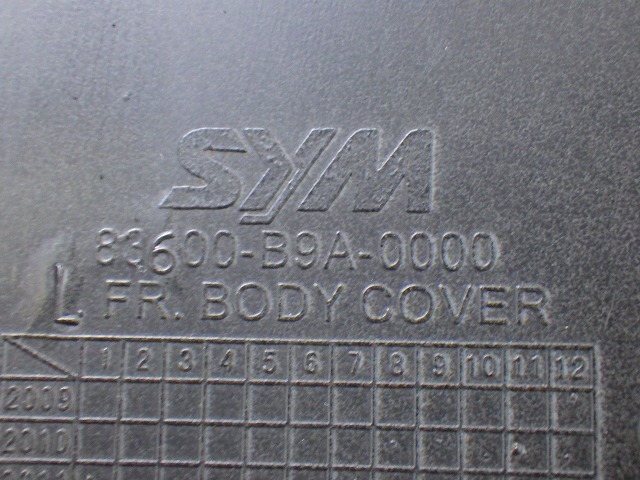 SYM
83600-B9A-0000
L. FR. BODY COVER
1 2 3 4 5 6 7 8 9 10 11 12
2009
2010